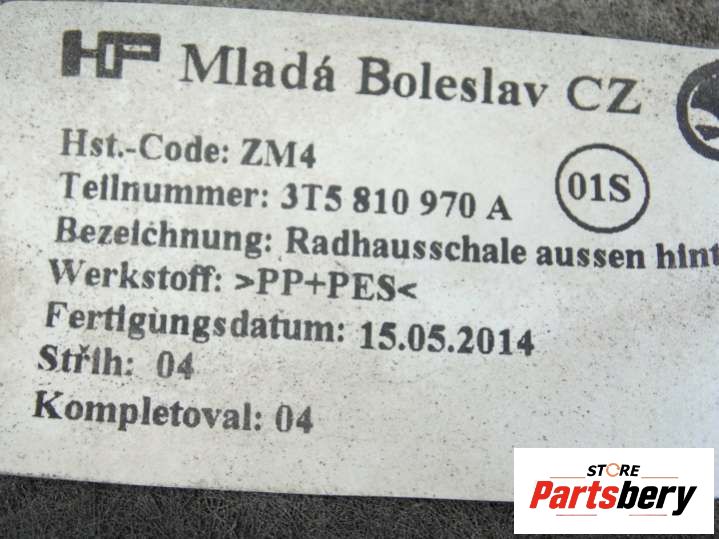 HP Mladá Boleslav CZ
Hst.-Code: ZM4
Teilnummer: 3T5 810 970 A
01S
Bezeichnung: Radhausschale aussen hint
Werkstoff: >PP+PES<
Fertigungsdatum: 15.05.2014
Střih: 04
Kompletoval: 04
STORE
Partsbery